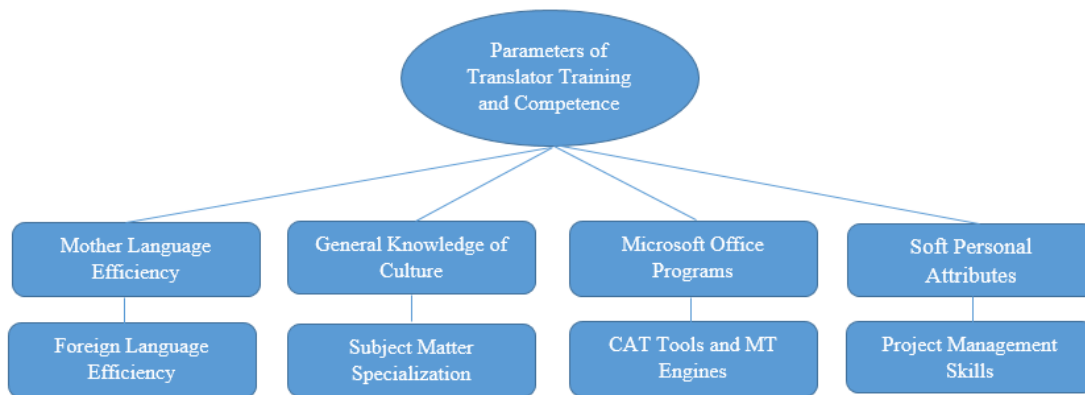 Parameters of
Translator Training
and Competence
Mother Language
Efficiency
General Knowledge of
Culture
Microsoft Office
Programs
Soft Personal
Attributes
Foreign Language
Efficiency
Subject Matter
Specialization
CAT Tools and MT
Engines
Project Management
Skills